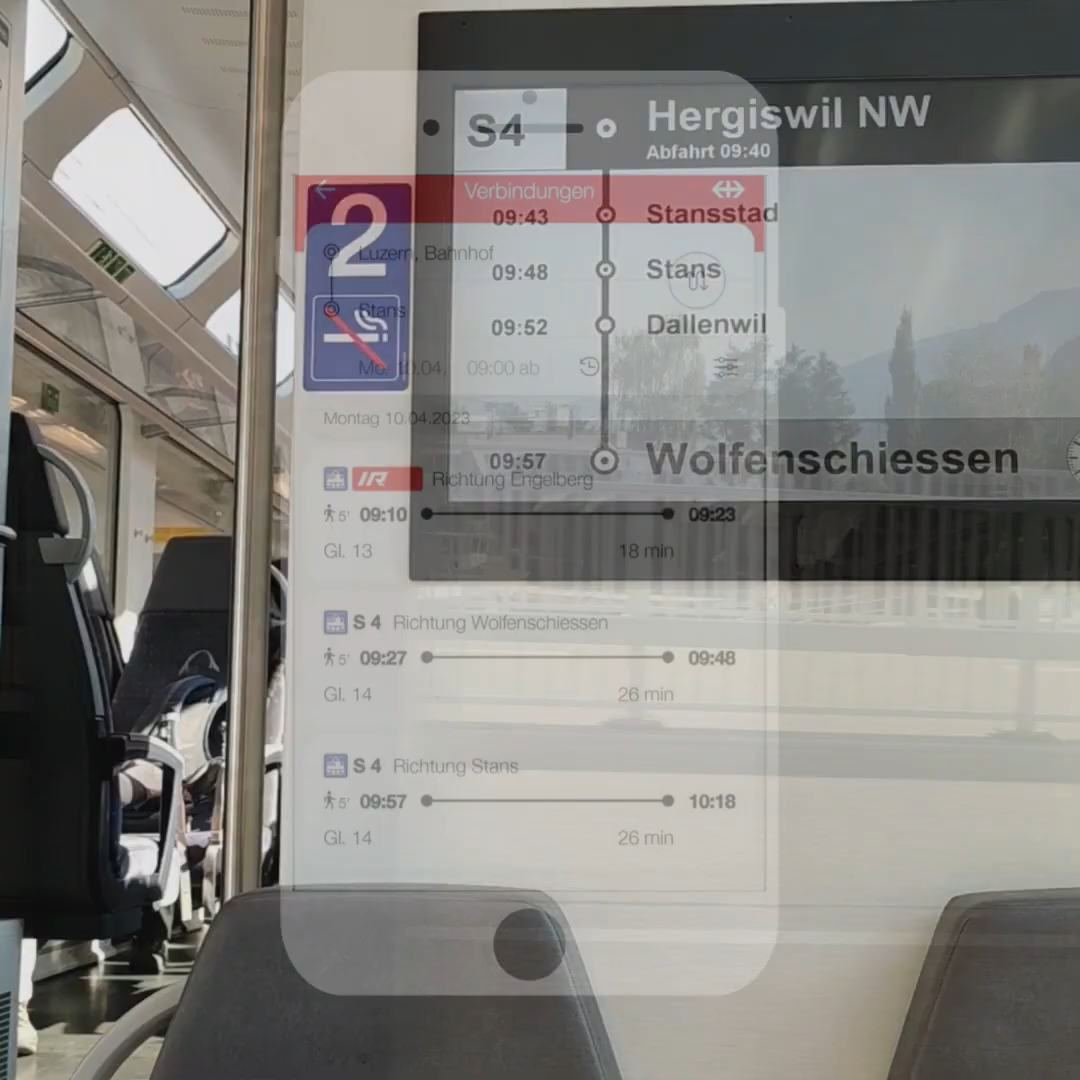 S4
Hergiswil NW
Abfahrt 09:40
09:43 Stansstad
09:48 Stans
09:52 Dallenwil
09:57 Wolfenschiessen
2
Verbindungen
Luzern, Bahnhof
Stans
Mo. 10.04. 09:00 ab
Montag 10.04.2023
IR Richtung Engelberg
5' 09:10 09:23
Gl. 13 18 min
S 4 Richtung Wolfenschiessen
5' 09:27 09:48
Gl. 14 26 min
S 4 Richtung Stans
5' 09:57 10:18
Gl. 14 26 min